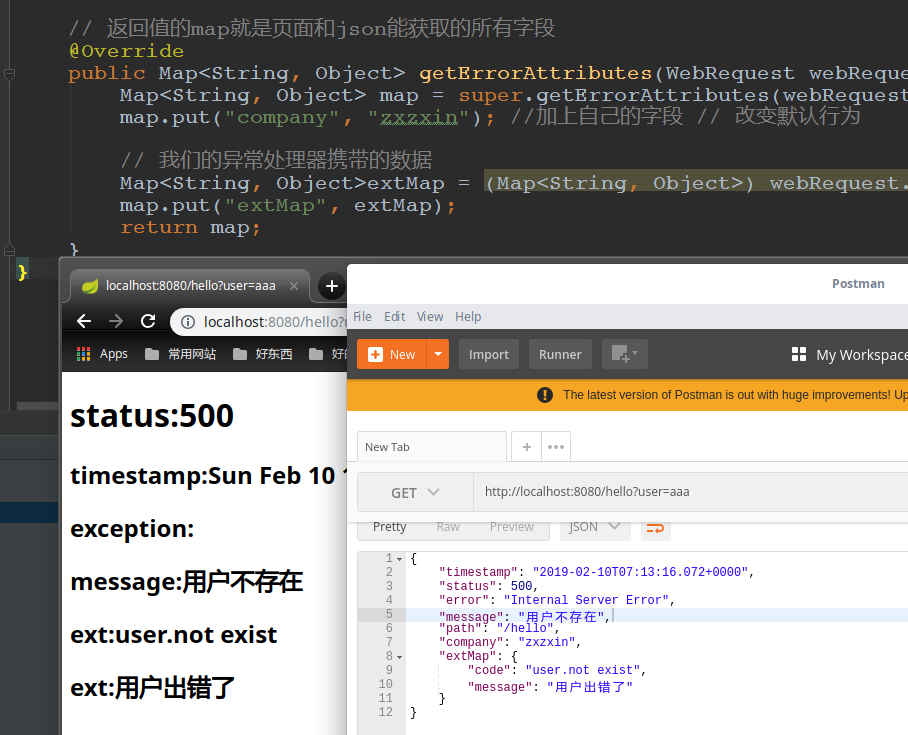 // 返回值的map就是页面和json能获取的所有字段
@Override
public Map<String, Object> getErrorAttributes(WebRequest webReque
Map<String, Object> map = super.getErrorAttributes(webRequest
map.put("company", "zxzxin"); //加上自己的字段 // 改变默认行为
// 我们的异常处理器携带的数据
Map<String, Object>extMap = (Map<String, Object>) webRequest.
map.put("extMap", extMap);
return map;
}
}
localhost:8080/hello?user=aaa
localhost:8080/hello?
Apps 常用网站 好东西
status:500
timestamp:Sun Feb 10
exception:
message:用户不存在
ext:user.not exist
ext:用户出错了
Postman
File Edit View Help
New Import Runner My Workspace
The latest version of Postman is out with huge improvements! Up
New Tab
GET http://localhost:8080/hello?user=aaa
Pretty Raw Preview JSON
1 {
2 "timestamp": "2019-02-10T07:13:16.072+0000",
3 "status": 500,
4 "error": "Internal Server Error",
5 "message": "用户不存在",
6 "path": "/hello",
7 "company": "zxzxin",
8 "extMap": {
9 "code": "user.not exist",
10 "message": "用户出错了"
11 }
12 }